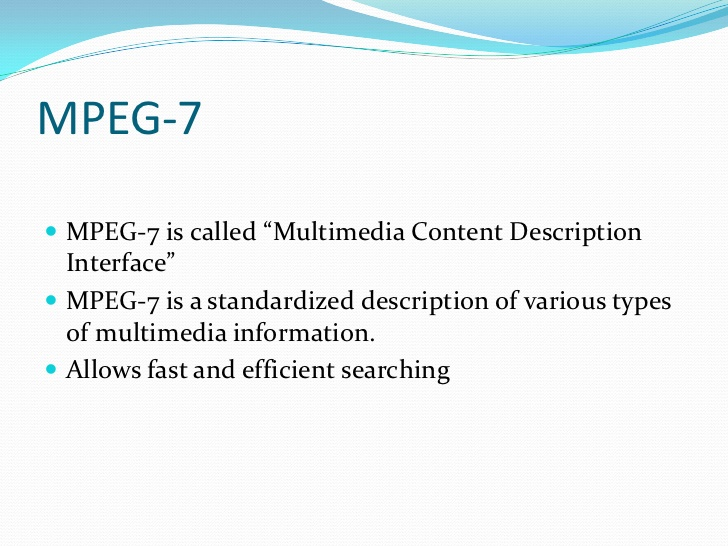 MPEG-7
• MPEG-7 is called “Multimedia Content Description
Interface”
• MPEG-7 is a standardized description of various types
of multimedia information.
• Allows fast and efficient searching